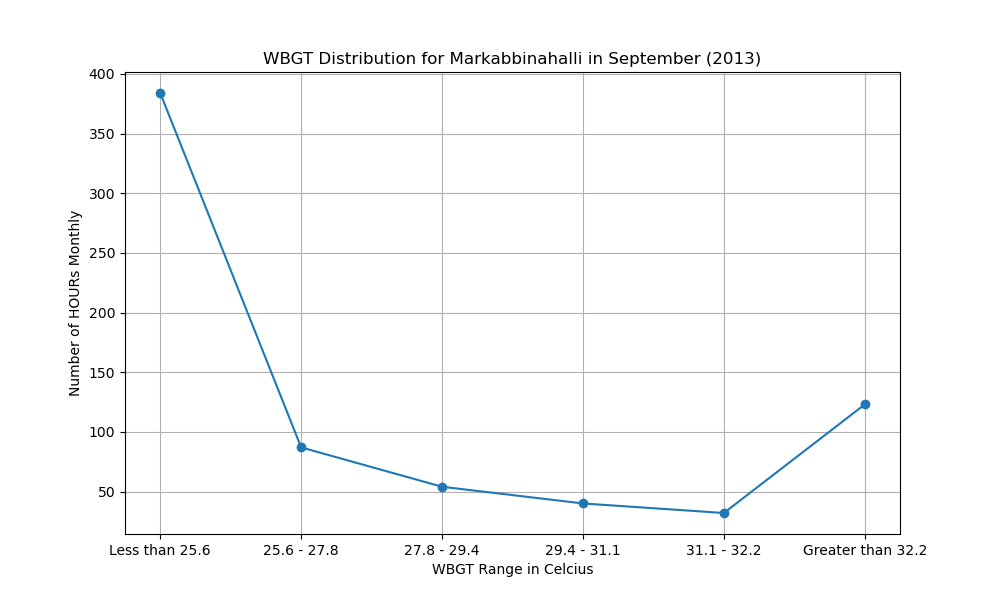 WBGT Distribution for Markabbinahalli in September (2013)
Number of HOURs Monthly
400
350
300
250
200
150
100
50
Less than 25.6
25.6 - 27.8
27.8 - 29.4
29.4 - 31.1
31.1 - 32.2
Greater than 32.2
WBGT Range in Celcius